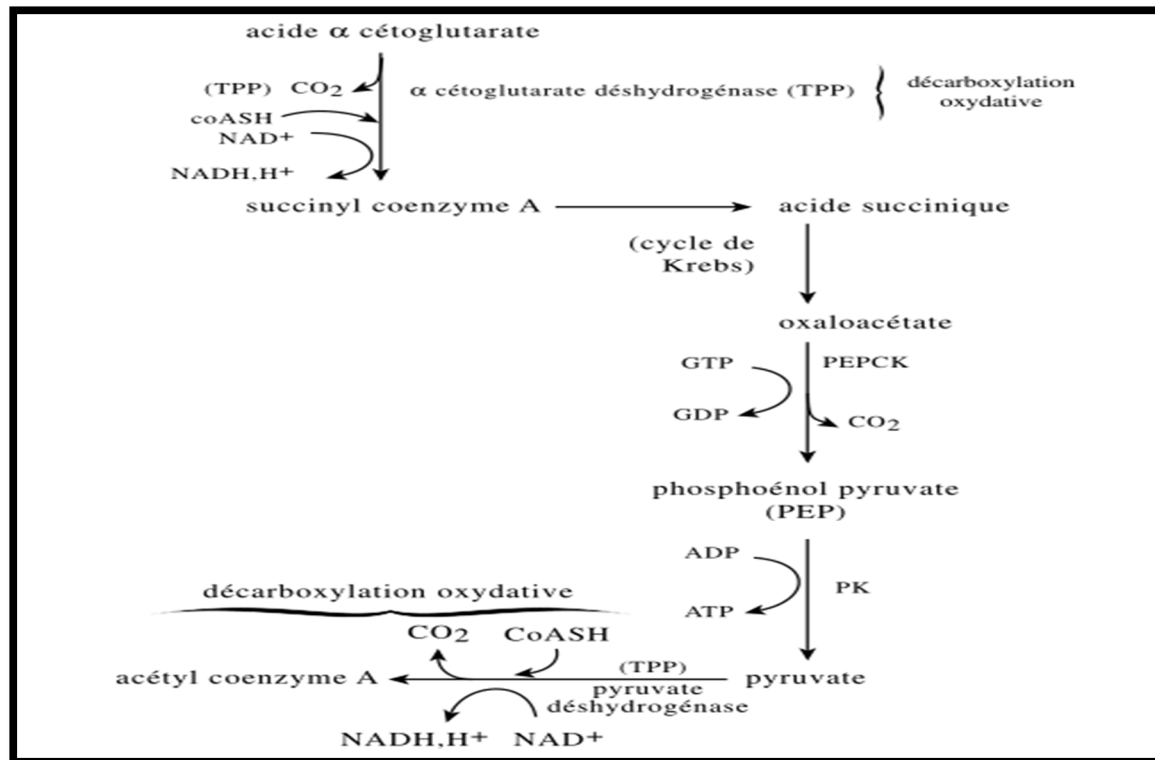 acide α cétoglutarate
(TPP) CO2
α cétoglutarate déshydrogénase (TPP)
décarboxylation
oxydative
coASH
NAD+
NADH,H+
succinyl coenzyme A
acide succinique
(cycle de
Krebs)
oxaloacétate
GTP
PEPCK
GDP
CO2
phosphoénol pyruvate
(PEP)
ADP
PK
ATP
décarboxylation oxydative
CO2
CoASH
acétyl coenzyme A
(TPP)
pyruvate
déshydrogénase
pyruvate
NADH,H+
NAD+